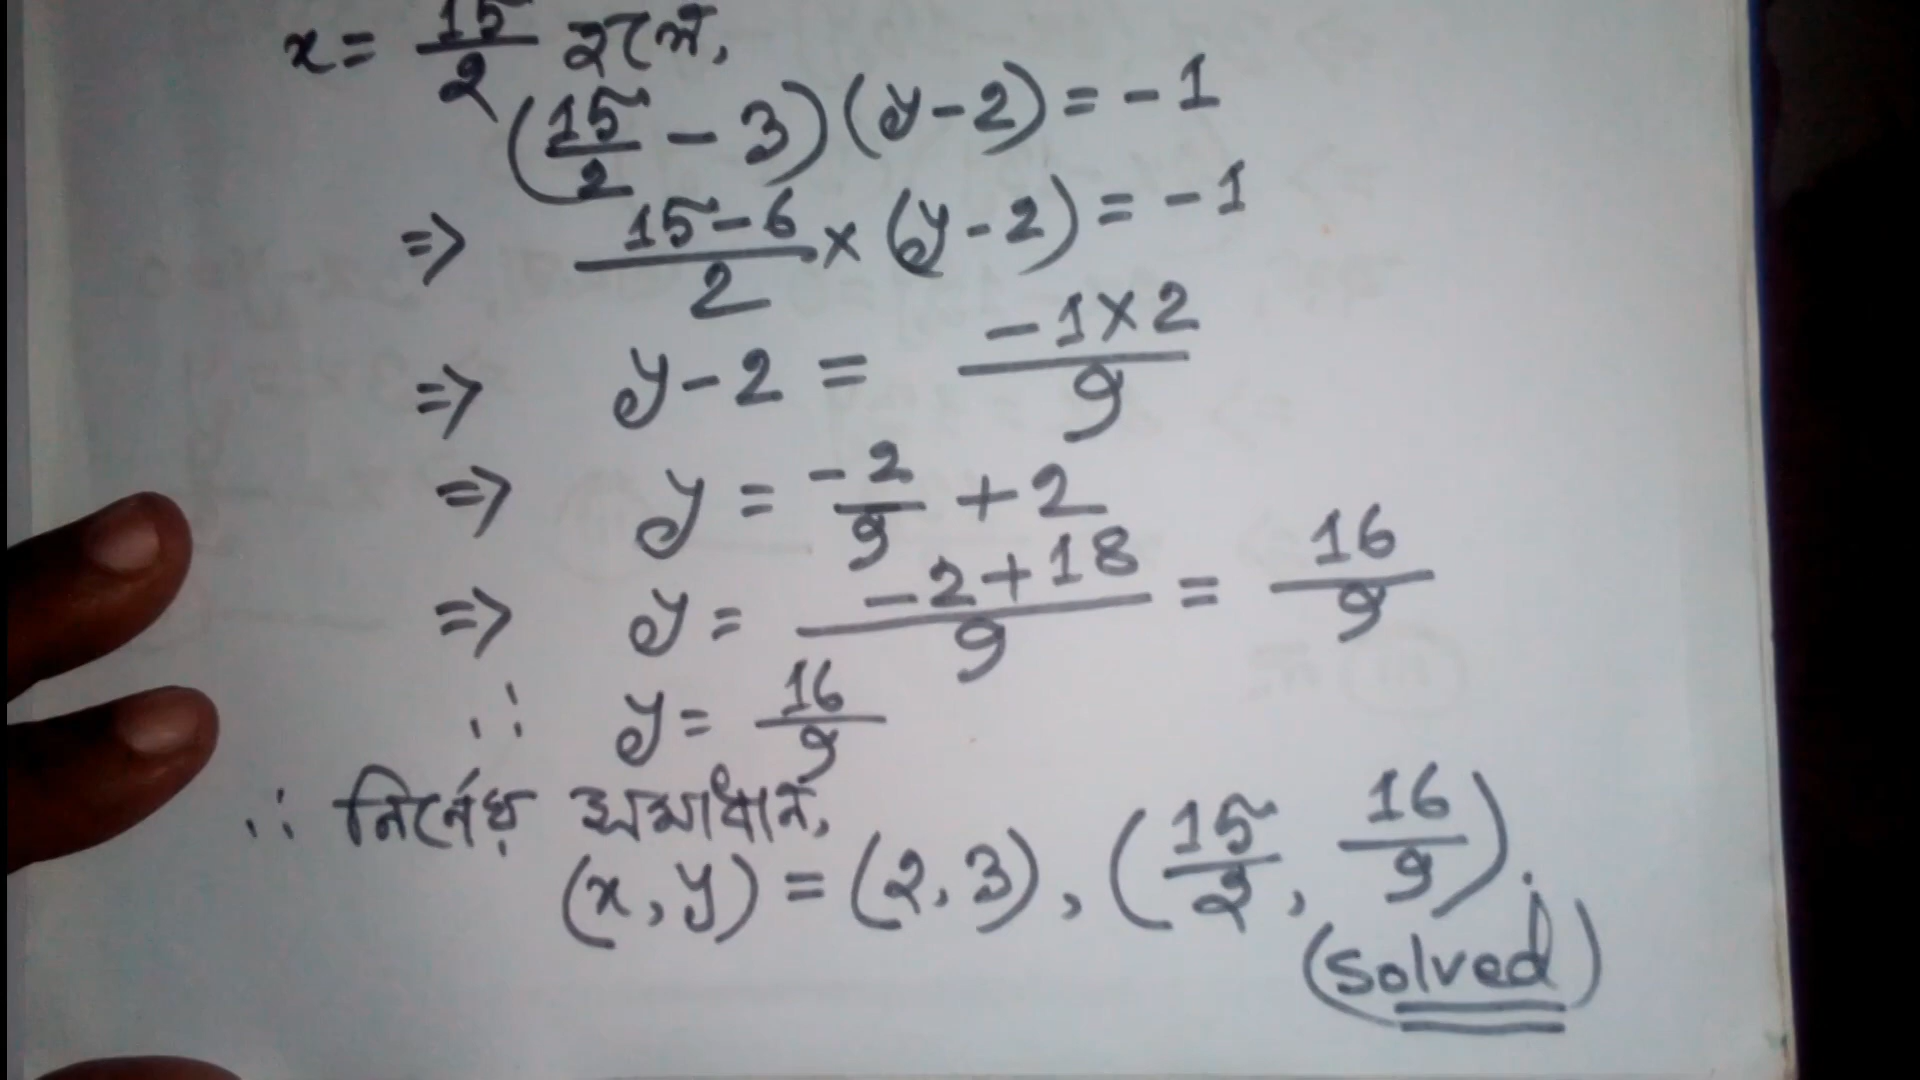 x = 15/2 হলে,
(15/2 - 3)(y - 2) = -1
⇒ (15-6)/2 × (y - 2) = -1
⇒ y - 2 = (-1×2)/9
⇒ y = -2/9 + 2
⇒ y = (-2+18)/9 = 16/9
∴ y = 16/9
∴ নির্নেয় সমাধান,
(x, y) = (2, 3), (15/2, 16/9).
(Solved)